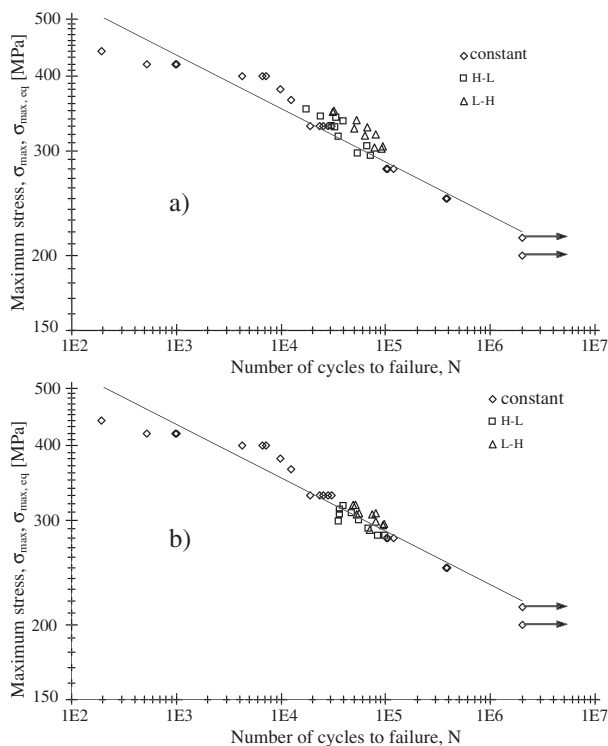 500
400
300
200
150
Maximum stress, σmax, σmax, eq [MPa]
constant
H-L
L-H
a)
1E2 1E3 1E4 1E5 1E6 1E7
Number of cycles to failure, N
500
400
300
200
150
Maximum stress, σmax, σmax, eq [MPa]
constant
H-L
L-H
b)
1E2 1E3 1E4 1E5 1E6 1E7
Number of cycles to failure, N